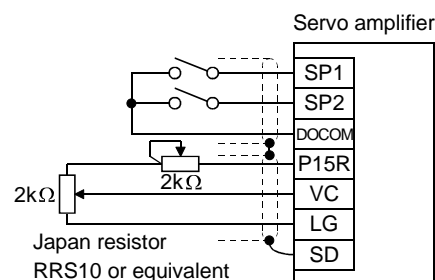 Servo amplifier
SP1
SP2
DOCOM
P15R
2kΩ
VC
2kΩ
LG
Japan resistor
SD
RRS10 or equivalent